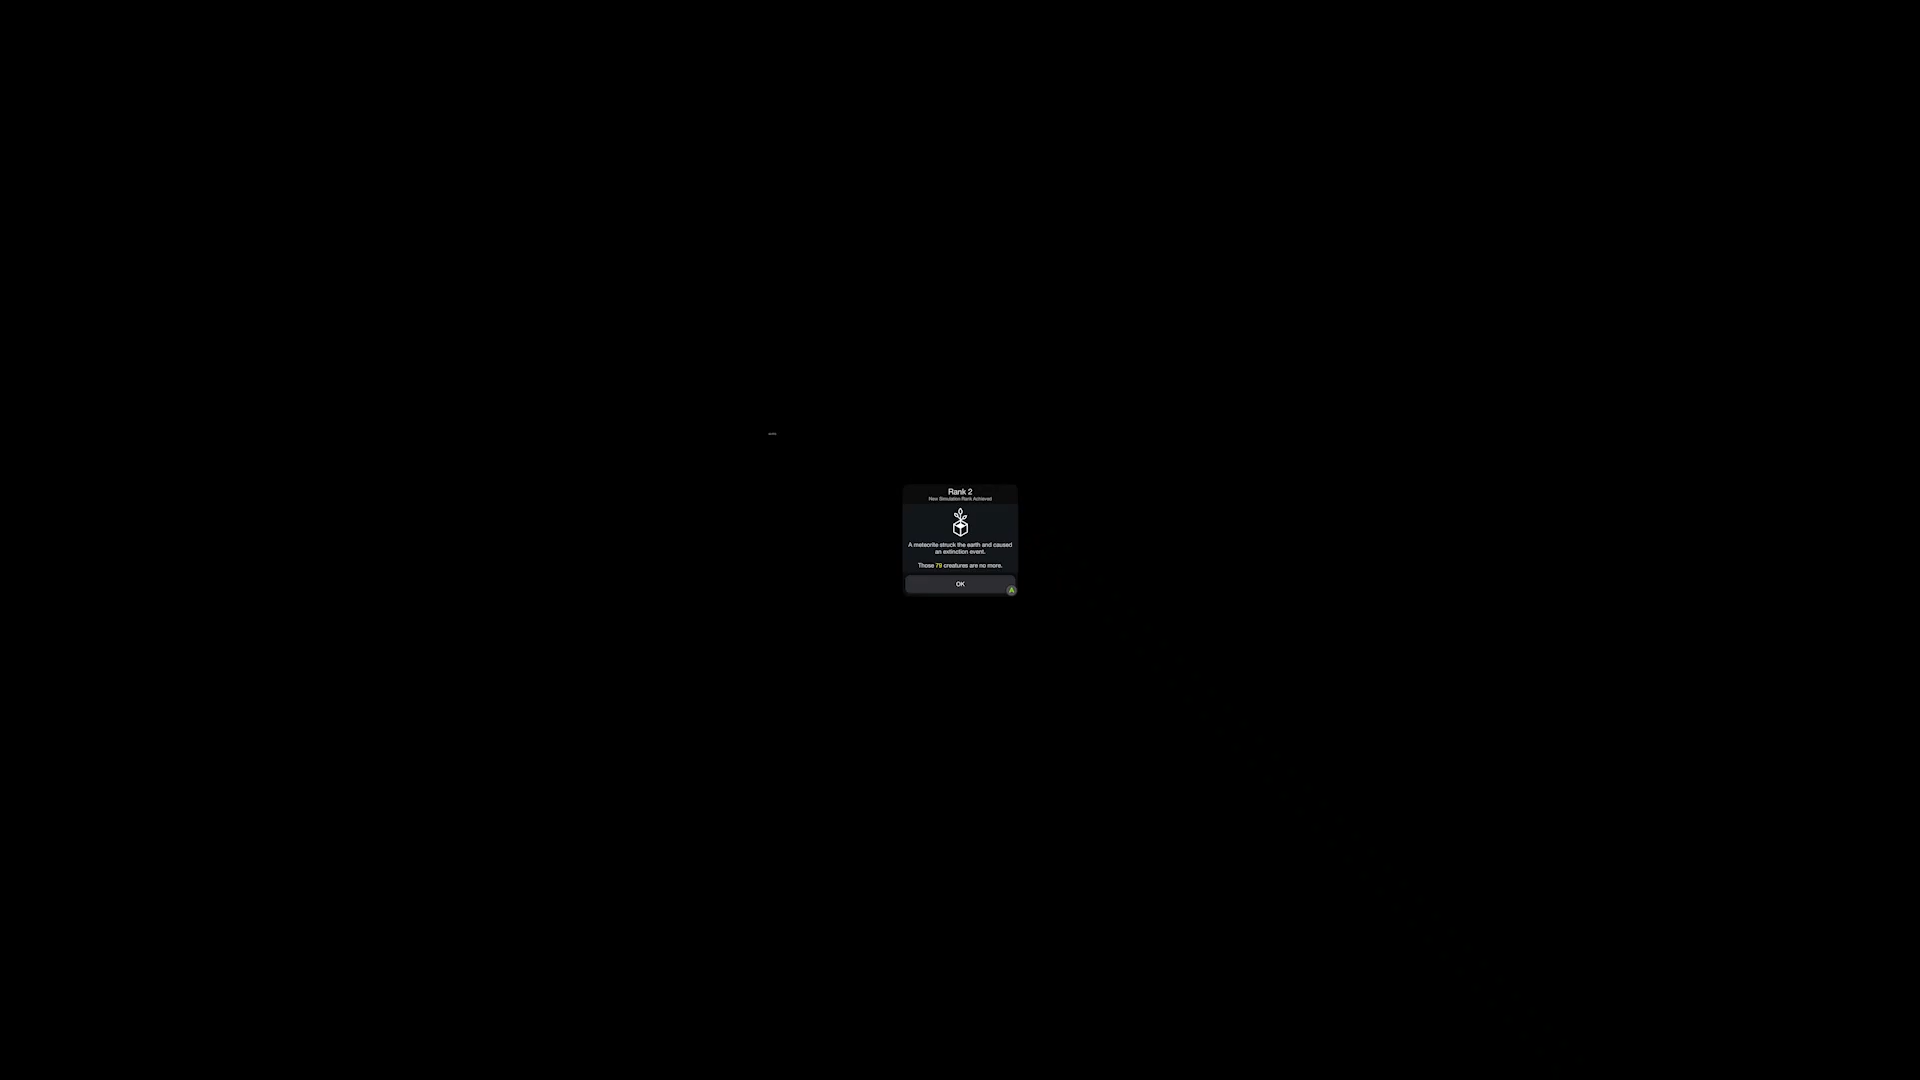 Rank 2
New Simulation Rank Achieved
A meteorite struck the earth and caused
an extinction event.
Those 79 creatures are no more.
OK
A